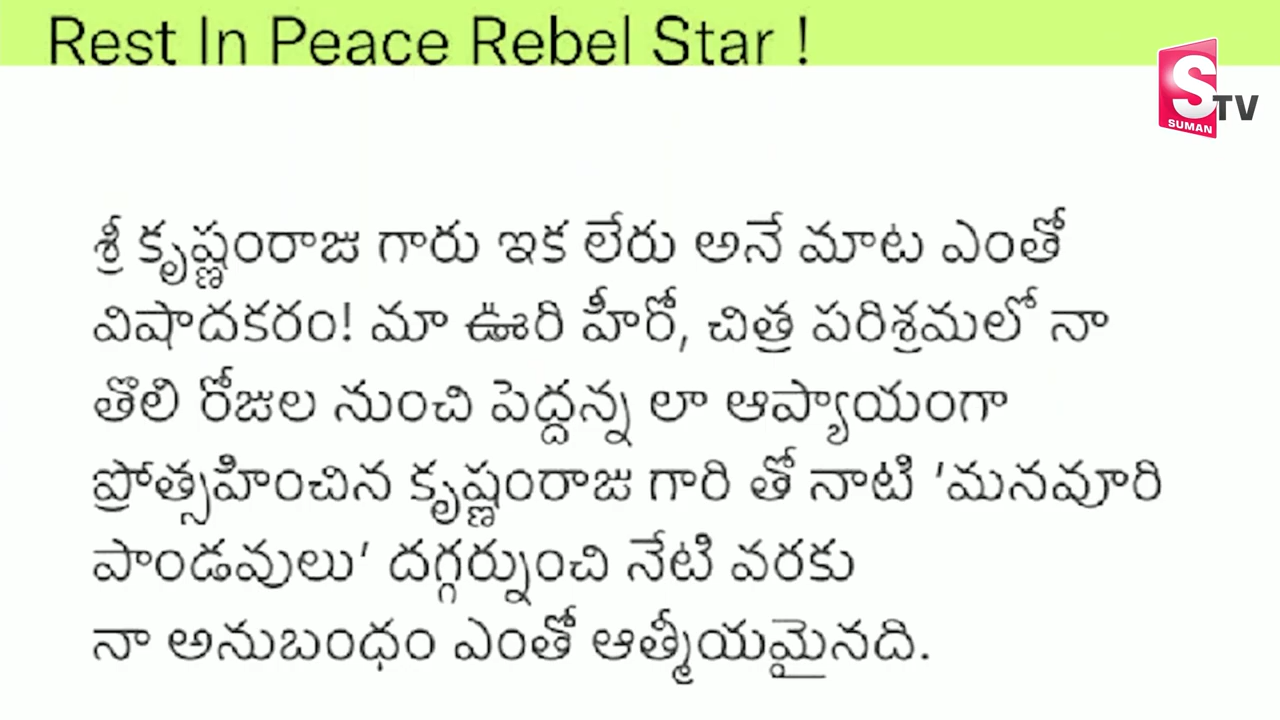 Rest In Peace Rebel Star !
S
TV
SUMAN
శ్రీ కృష్ణంరాజు గారు ఇక లేరు అనే మాట ఎంతో
విషాదకరం! మా ఊరి హీరో, చిత్ర పరిశ్రమలో నా
తొలి రోజుల నుంచి పెద్దన్న లా ఆప్యాయంగా
ప్రోత్సహించిన కృష్ణంరాజు గారి తో నాటి ‘మనవూరి
పాండవులు’ దగ్గర్నుంచి నేటి వరకు
నా అనుబంధం ఎంతో ఆత్మీయమైనది.